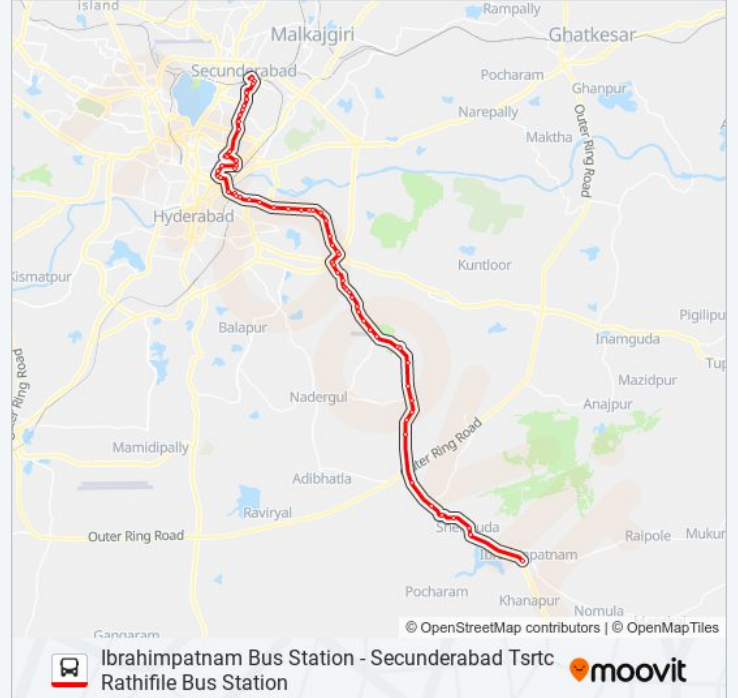 Island
Rampally
Malkajgiri
Ghatkesar
Secunderabad
Pocharam
Ghanpur
Narepally
Maktha
Outer Ring Road
Hyderabad
Kismatpur
Kuntloor
Balapur
Pigilipu
Inamguda
Tup
Mazidpur
Nadergul
Anajpur
er Ring Road
ter Ring Road
Mamidipally
Adibhatla
Raviryal
Outer Ring Road
Raipole
Mukur
Pocharam
Khanapur
Nomula
Gangaram
© OpenStreetMap contributors | © OpenMapTiles
Ibrahimpatnam Bus Station - Secunderabad Tsrtc
Rathifile Bus Station
moovit